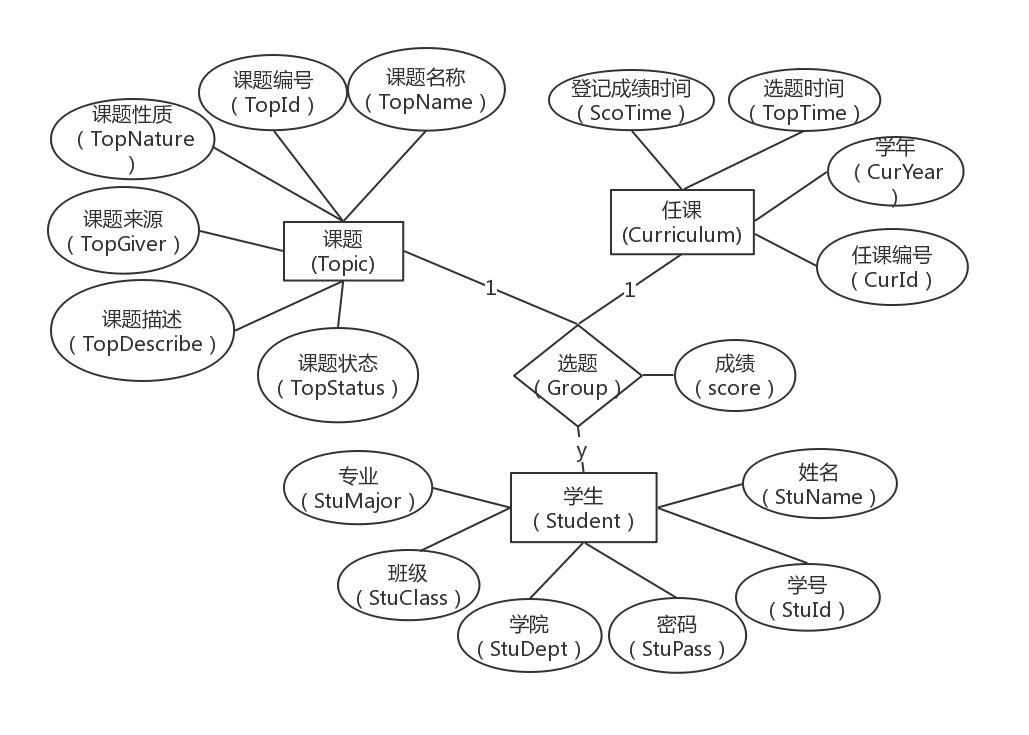 课题编号
（TopId）
课题名称
（TopName）
课题性质
（TopNature
）
课题来源
（TopGiver）
课题
(Topic)
课题描述
（TopDescribe）
课题状态
（TopStatus）
登记成绩时间
（ScoTime）
选题时间
（TopTime）
学年
（CurYear
）
任课
(Curriculum)
任课编号
（CurId）
1
1
选题
（Group）
成绩
（score）
y
专业
（StuMajor）
学生
（Student）
姓名
（StuName）
班级
（StuClass）
学院
（StuDept）
密码
（StuPass）
学号
（StuId）